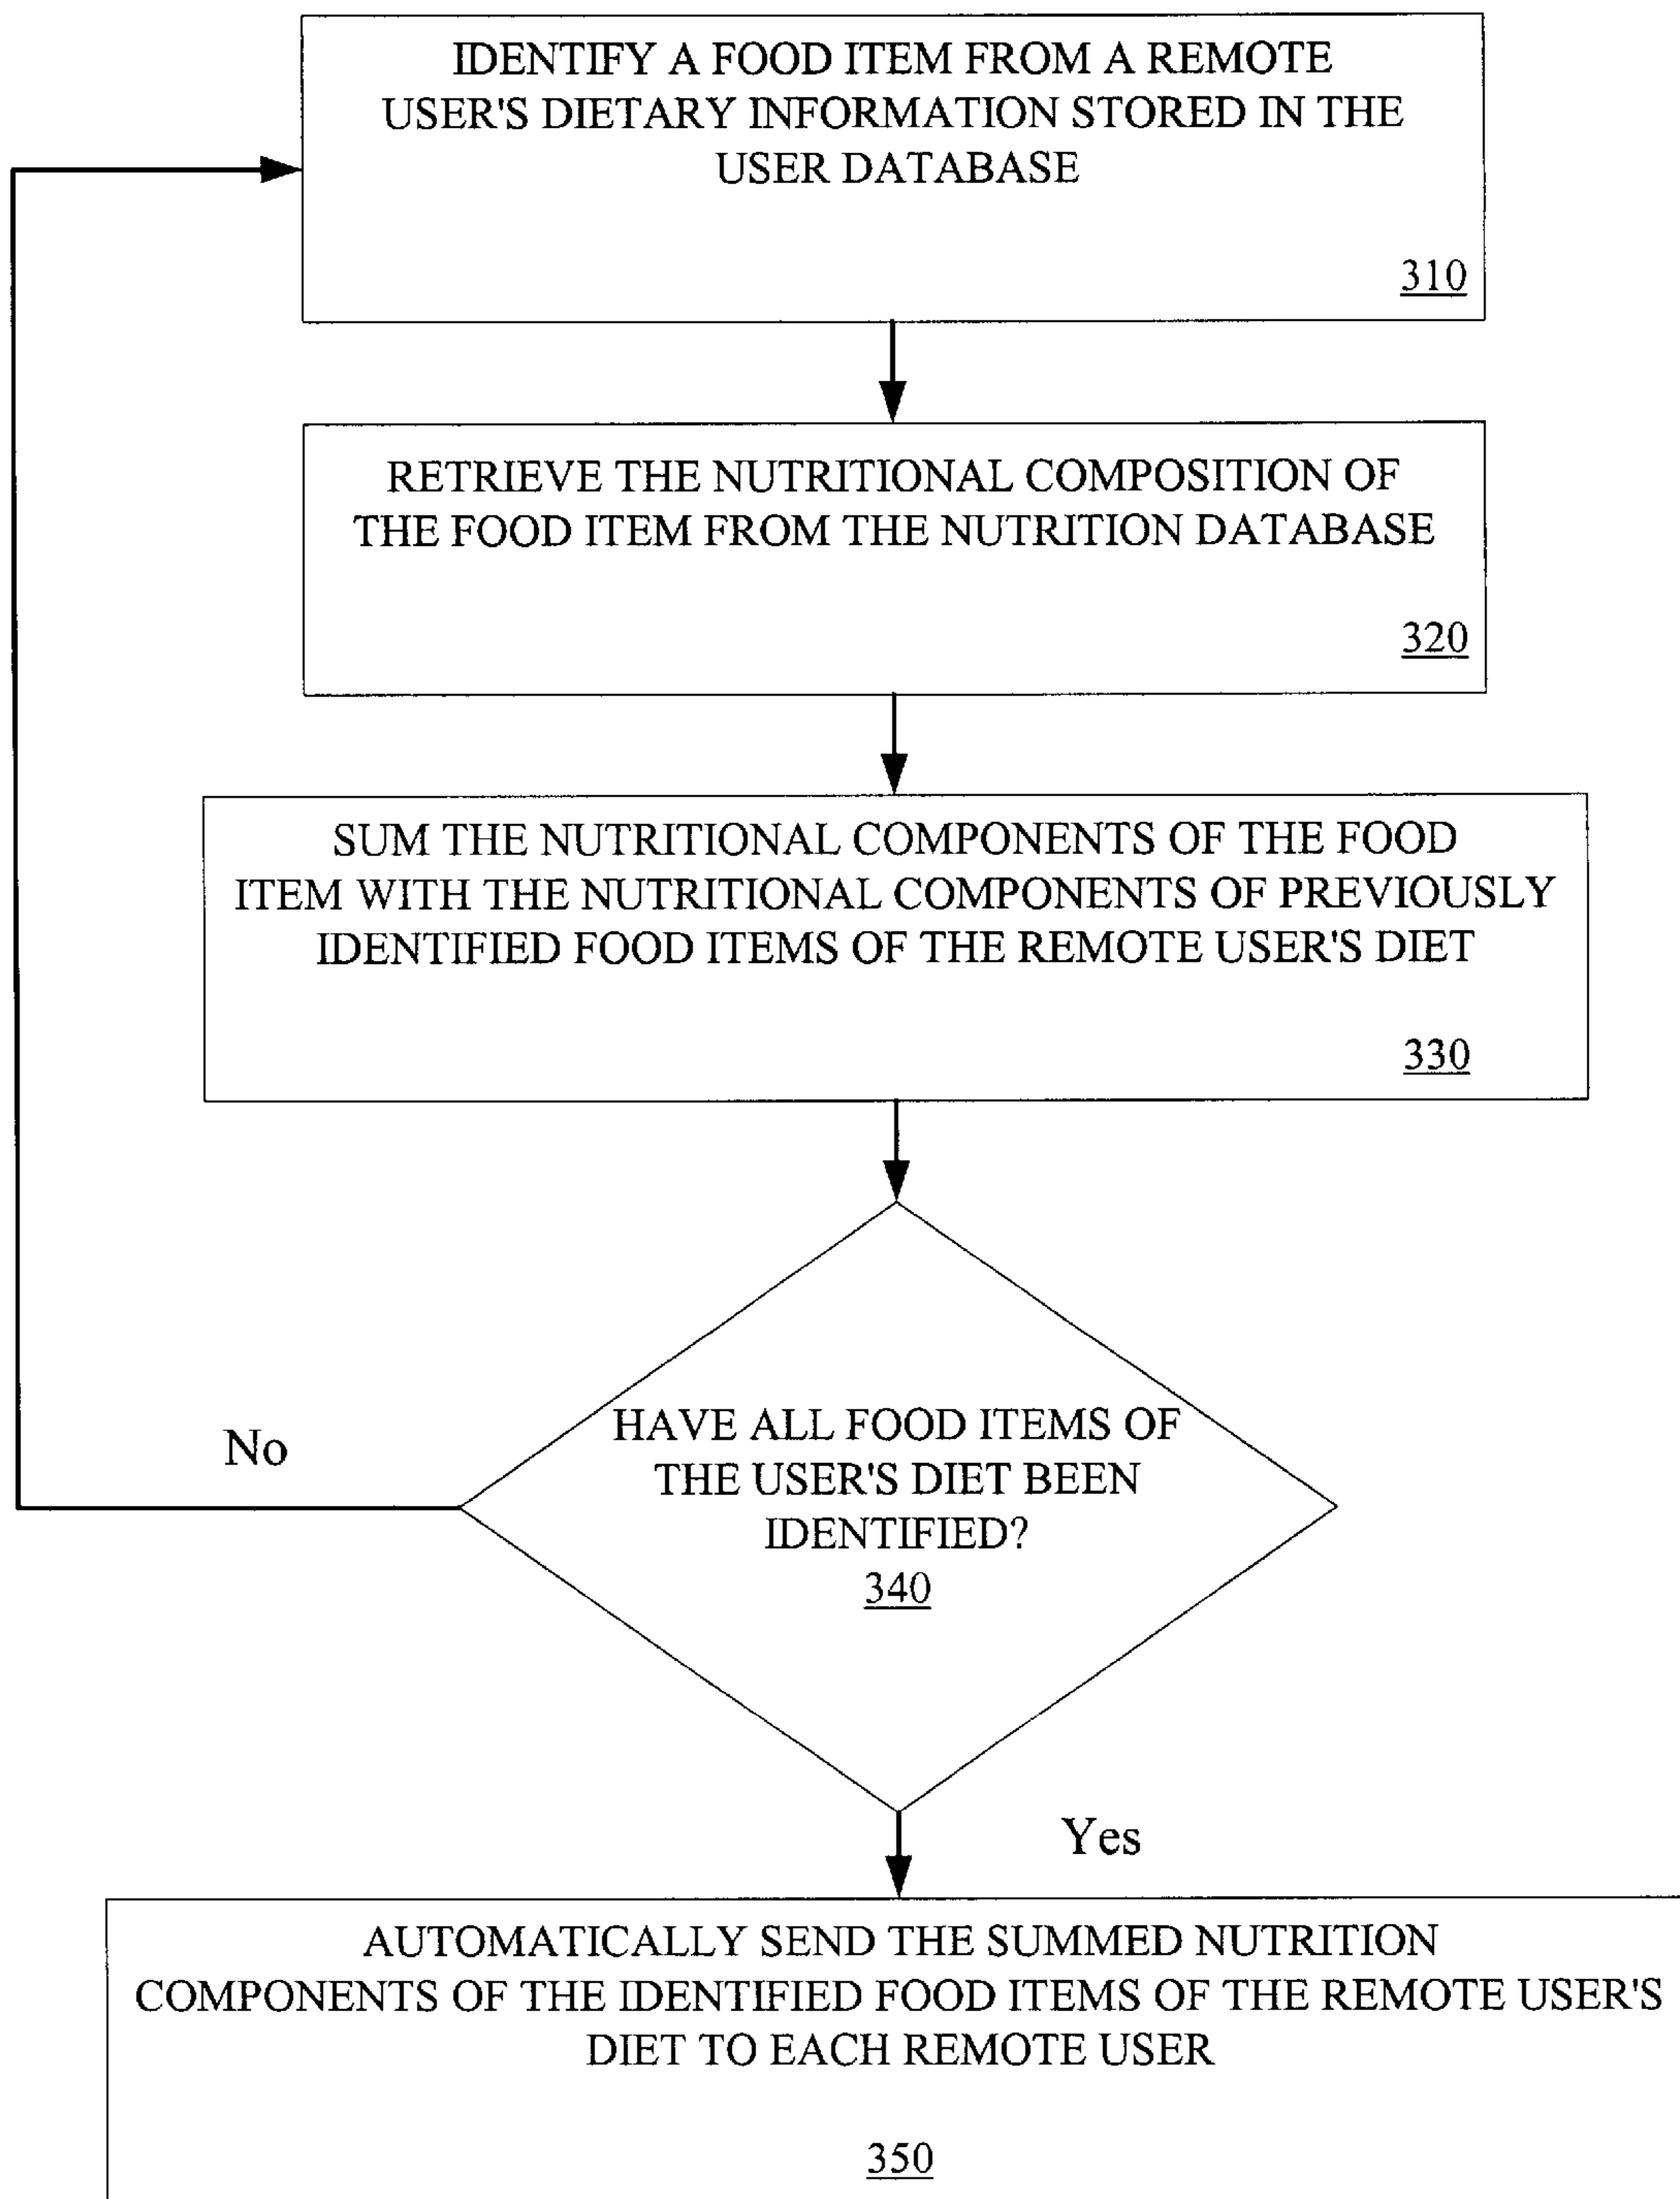 IDENTIFY A FOOD ITEM FROM A REMOTE
USER'S DIETARY INFORMATION STORED IN THE
USER DATABASE
310
RETRIEVE THE NUTRITIONAL COMPOSITION OF
THE FOOD ITEM FROM THE NUTRITION DATABASE
320
SUM THE NUTRITIONAL COMPONENTS OF THE FOOD
ITEM WITH THE NUTRITIONAL COMPONENTS OF PREVIOUSLY
IDENTIFIED FOOD ITEMS OF THE REMOTE USER'S DIET
330
HAVE ALL FOOD ITEMS OF
THE USER'S DIET BEEN
IDENTIFIED?
340
No
Yes
AUTOMATICALLY SEND THE SUMMED NUTRITION
COMPONENTS OF THE IDENTIFIED FOOD ITEMS OF THE REMOTE USER'S
DIET TO EACH REMOTE USER
350